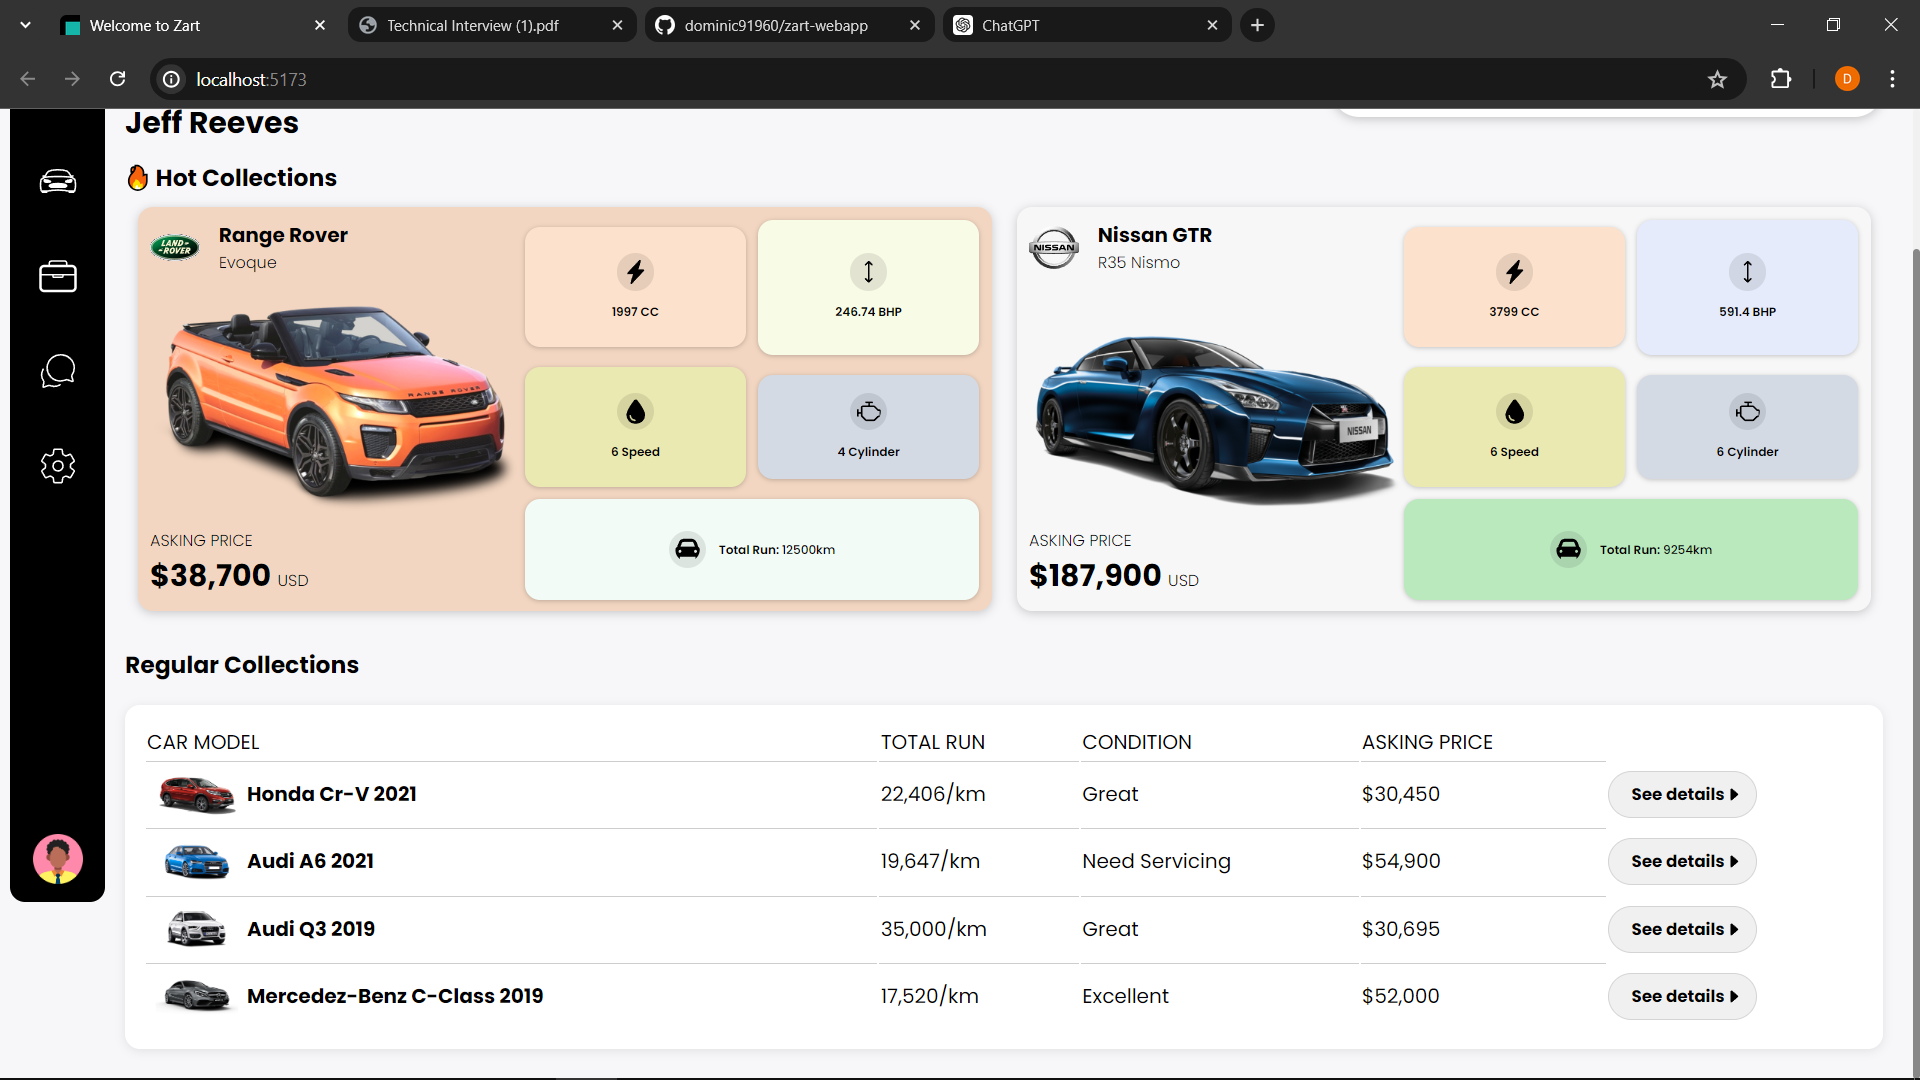 Welcome to Zart
Technical Interview (1).pdf
dominic91960/zart-webapp
ChatGPT
localhost:5173
D
Jeff Reeves
🔥 Hot Collections
LAND-
-ROVER
Range Rover
Evoque
1997 CC
246.74 BHP
RANGE ROVER
6 Speed
4 Cylinder
ASKING PRICE
$38,700 USD
Total Run: 12500km
NISSAN
Nissan GTR
R35 Nismo
3799 CC
591.4 BHP
NISSAN
6 Speed
6 Cylinder
ASKING PRICE
$187,900 USD
Total Run: 9254km
Regular Collections
CAR MODEL TOTAL RUN CONDITION ASKING PRICE
Honda Cr-V 2021 22,406/km Great $30,450 See details
Audi A6 2021 19,647/km Need Servicing $54,900 See details
Audi Q3 2019 35,000/km Great $30,695 See details
Mercedez-Benz C-Class 2019 17,520/km Excellent $52,000 See details